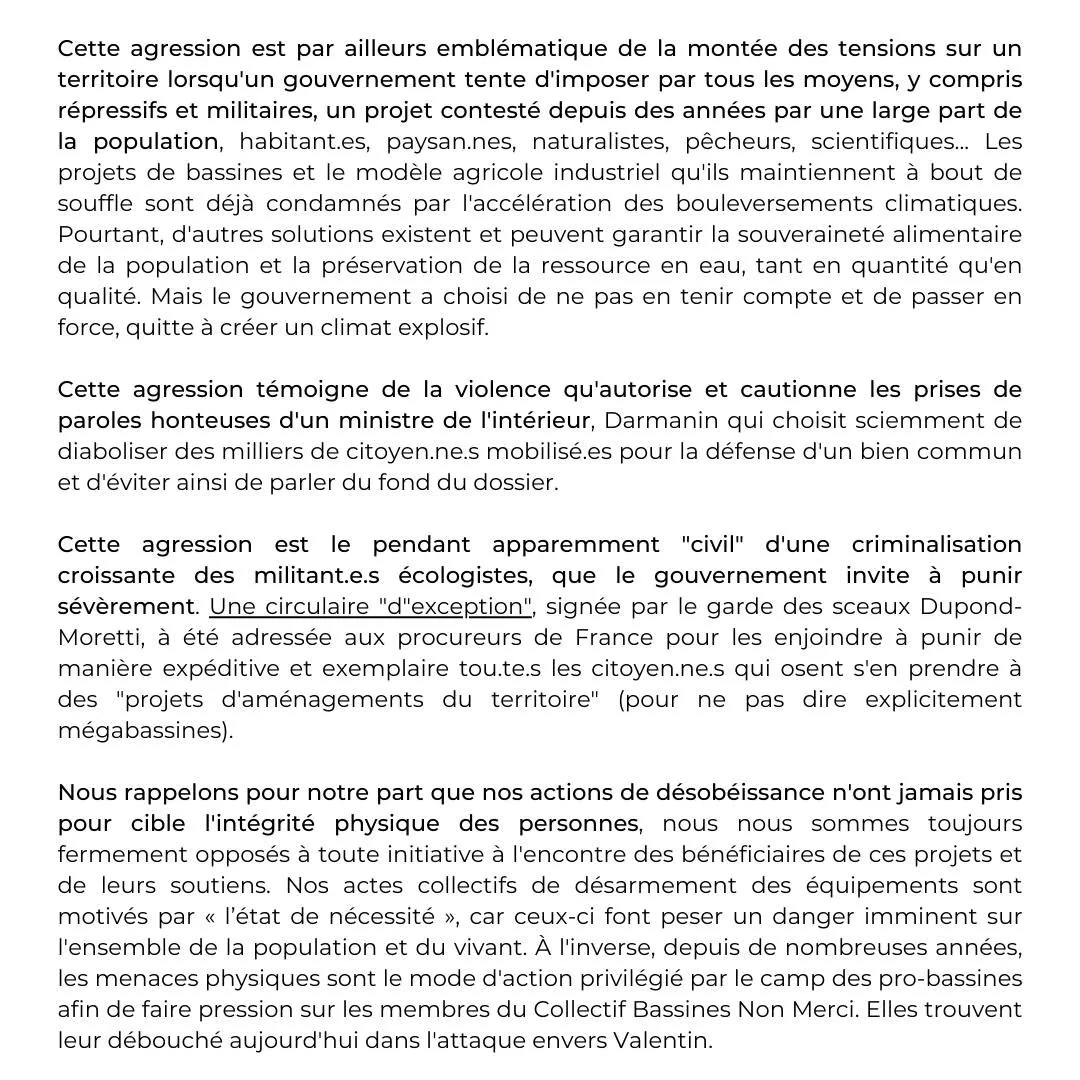 Cette agression est par ailleurs emblématique de la montée des tensions sur un
territoire lorsqu'un gouvernement tente d'imposer par tous les moyens, y compris
répressifs et militaires, un projet contesté depuis des années par une large part de
la population, habitant.es, paysan.nes, naturalistes, pêcheurs, scientifiques... Les
projets de bassines et le modèle agricole industriel qu'ils maintiennent à bout de
souffle sont déjà condamnés par l'accélération des bouleversements climatiques.
Pourtant, d'autres solutions existent et peuvent garantir la souveraineté alimentaire
de la population et la préservation de la ressource en eau, tant en quantité qu'en
qualité. Mais le gouvernement a choisi de ne pas en tenir compte et de passer en
force, quitte à créer un climat explosif.

Cette agression témoigne de la violence qu'autorise et cautionne les prises de
paroles honteuses d'un ministre de l'intérieur, Darmanin qui choisit sciemment de
diaboliser des milliers de citoyen.ne.s mobilisé.es pour la défense d'un bien commun
et d'éviter ainsi de parler du fond du dossier.

Cette agression est le pendant apparemment "civil" d'une criminalisation
croissante des militant.e.s écologistes, que le gouvernement invite à punir
sévèrement. Une circulaire "d"exception", signée par le garde des sceaux Dupond-
Moretti, à été adressée aux procureurs de France pour les enjoindre à punir de
manière expéditive et exemplaire tou.te.s les citoyen.ne.s qui osent s'en prendre à
des "projets d'aménagements du territoire" (pour ne pas dire explicitement
mégabassines).

Nous rappelons pour notre part que nos actions de désobéissance n'ont jamais pris
pour cible l'intégrité physique des personnes, nous nous sommes toujours
fermement opposés à toute initiative à l'encontre des bénéficiaires de ces projets et
de leurs soutiens. Nos actes collectifs de désarmement des équipements sont
motivés par « l’état de nécessité », car ceux-ci font peser un danger imminent sur
l'ensemble de la population et du vivant. À l'inverse, depuis de nombreuses années,
les menaces physiques sont le mode d'action privilégié par le camp des pro-bassines
afin de faire pression sur les membres du Collectif Bassines Non Merci. Elles trouvent
leur débouché aujourd'hui dans l'attaque envers Valentin.